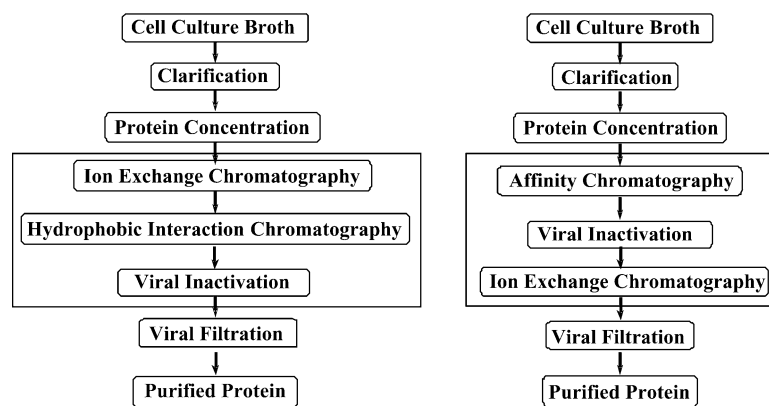 Cell Culture Broth
Clarification
Protein Concentration
Ion Exchange Chromatography
Hydrophobic Interaction Chromatography
Viral Inactivation
Viral Filtration
Purified Protein
Cell Culture Broth
Clarification
Protein Concentration
Affinity Chromatography
Viral Inactivation
Ion Exchange Chromatography
Viral Filtration
Purified Protein